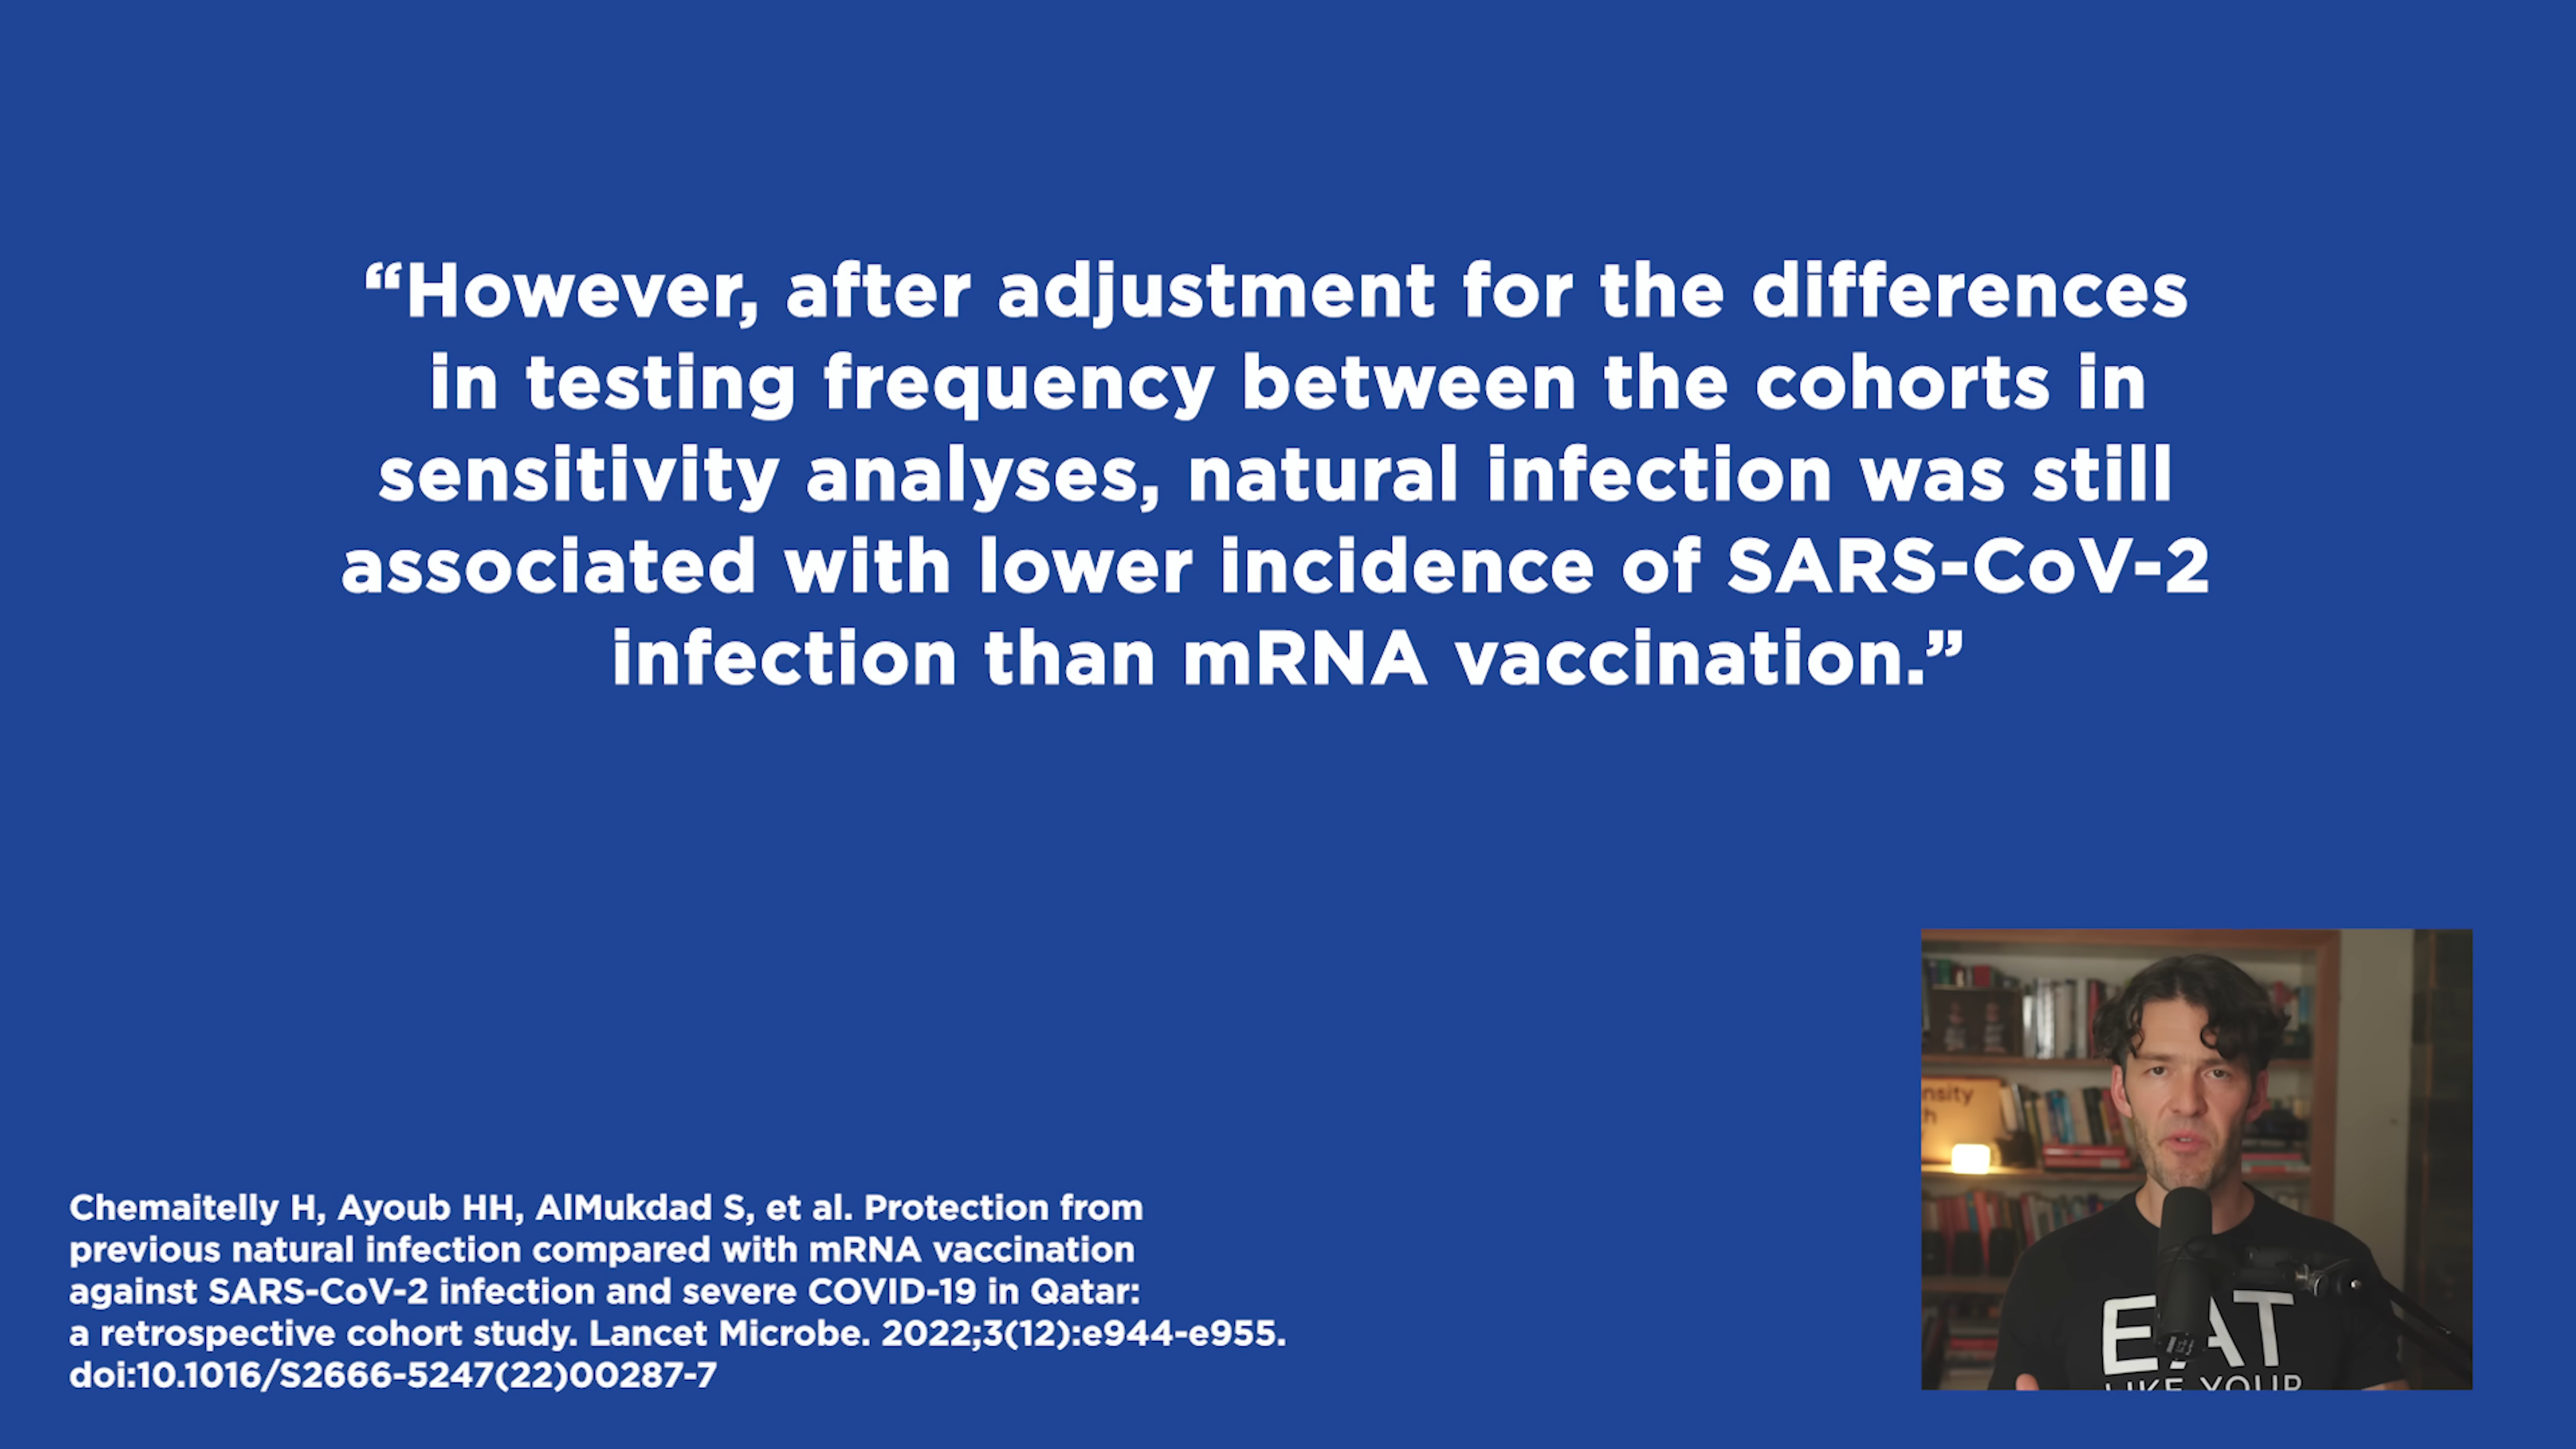 “However, after adjustment for the differences
in testing frequency between the cohorts in
sensitivity analyses, natural infection was still
associated with lower incidence of SARS-CoV-2
infection than mRNA vaccination.”
Chemaitelly H, Ayoub HH, AlMukdad S, et al. Protection from
previous natural infection compared with mRNA vaccination
against SARS-CoV-2 infection and severe COVID-19 in Qatar:
a retrospective cohort study. Lancet Microbe. 2022;3(12):e944-e955.
doi:10.1016/S2666-5247(22)00287-7
EAT
LIKE YOUR